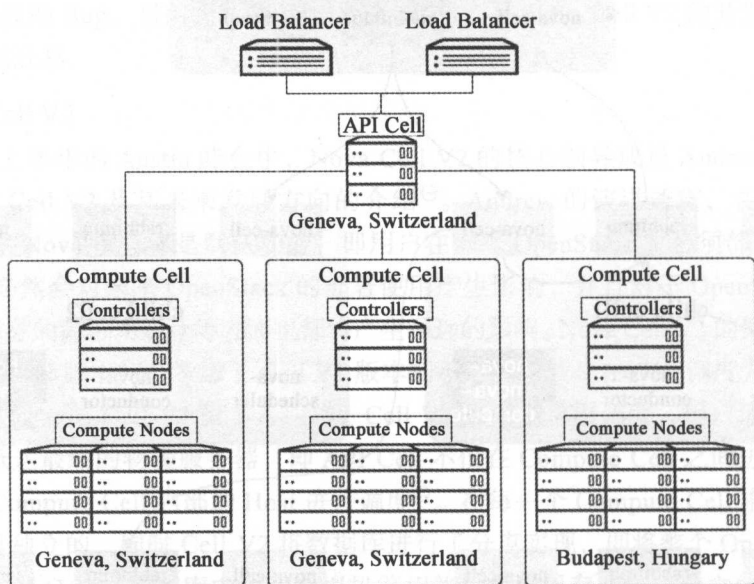 Load Balancer Load Balancer
API Cell
Geneva, Switzerland
Compute Cell Compute Cell Compute Cell
Controllers Controllers Controllers
Compute Nodes Compute Nodes Compute Nodes
Geneva, Switzerland Geneva, Switzerland Budapest, Hungary